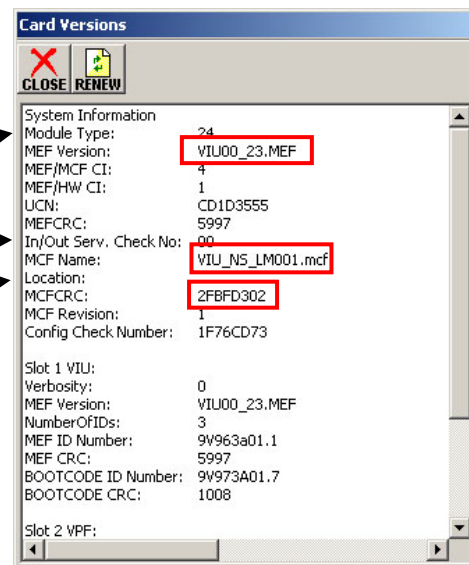 Card Versions
CLOSE RENEW
System Information
Module Type: 24
MEF Version: VIU00_23.MEF
MEF/MCF CI: 4
MEF/HW CI: 1
UCN: CD1D3555
MEFCRC: 5997
In/Out Serv. Check No: 00
MCF Name: VIU_NS_LM001.mcf
Location:
MCFCRC: 2FBFD302
MCF Revision: 1
Config Check Number: 1F76CD73
Slot 1 VIU:
Verbosity: 0
MEF Version: VIU00_23.MEF
NumberOfIDs: 3
MEF ID Number: 9V963a01.1
MEF CRC: 5997
BOOTCODE ID Number: 9V973A01.7
BOOTCODE CRC: 1008
Slot 2 VPF: